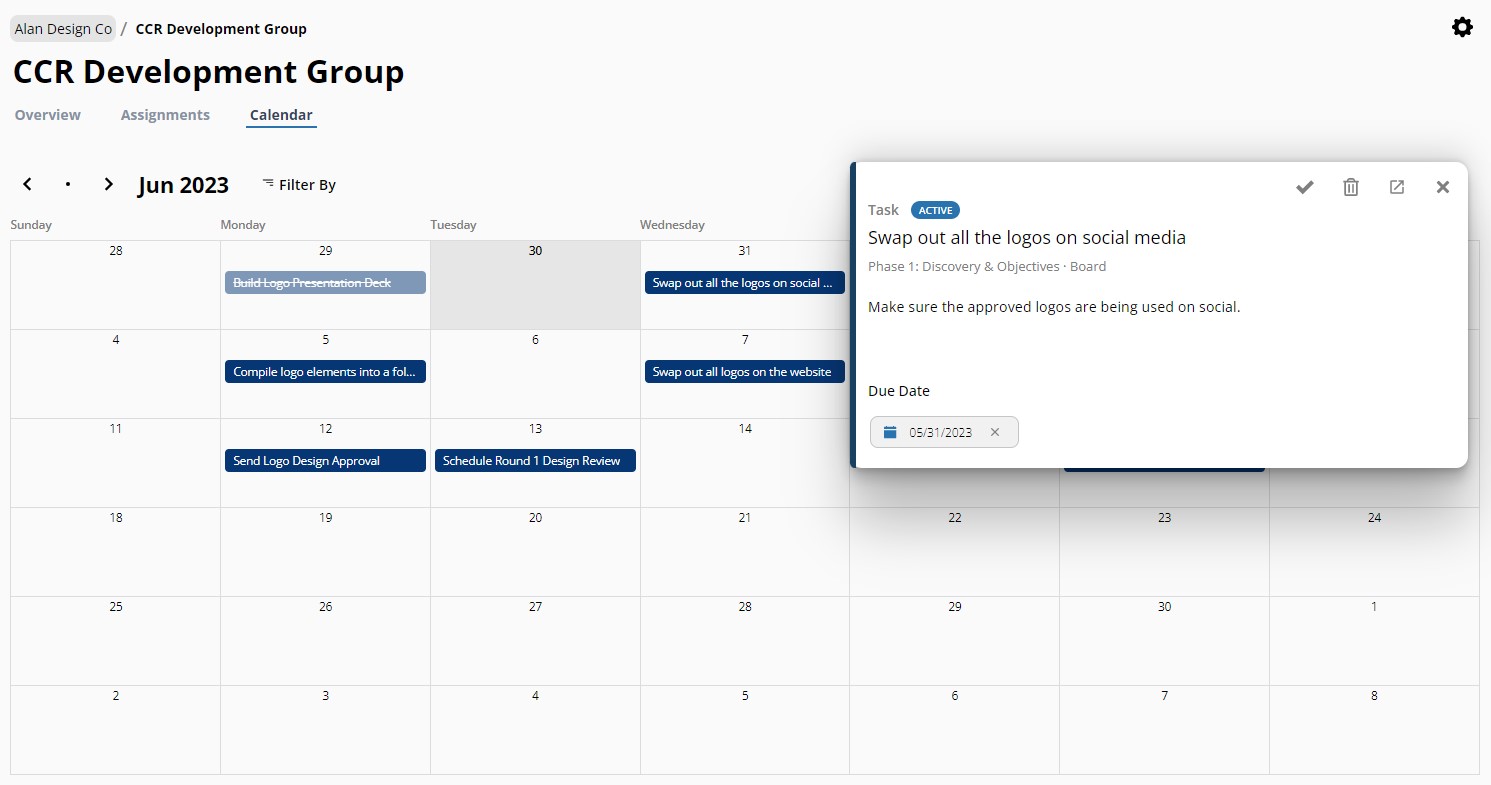 Alan Design Co / CCR Development Group
CCR Development Group
Overview Assignments Calendar
Jun 2023 Filter By
Sunday Monday Tuesday Wednesday
28 29 30 31
Build Logo Presentation Deck
Swap out all the logos on social ...
4 5 6 7
Compile logo elements into a fol...
Swap out all logos on the website
11 12 13 14
Send Logo Design Approval
Schedule Round 1 Design Review
Task ACTIVE
Swap out all the logos on social media
Phase 1: Discovery & Objectives · Board
Make sure the approved logos are being used on social.
Due Date
05/31/2023
18 19 20 21 22 23 24
25 26 27 28 29 30 1
2 3 4 5 6 7 8